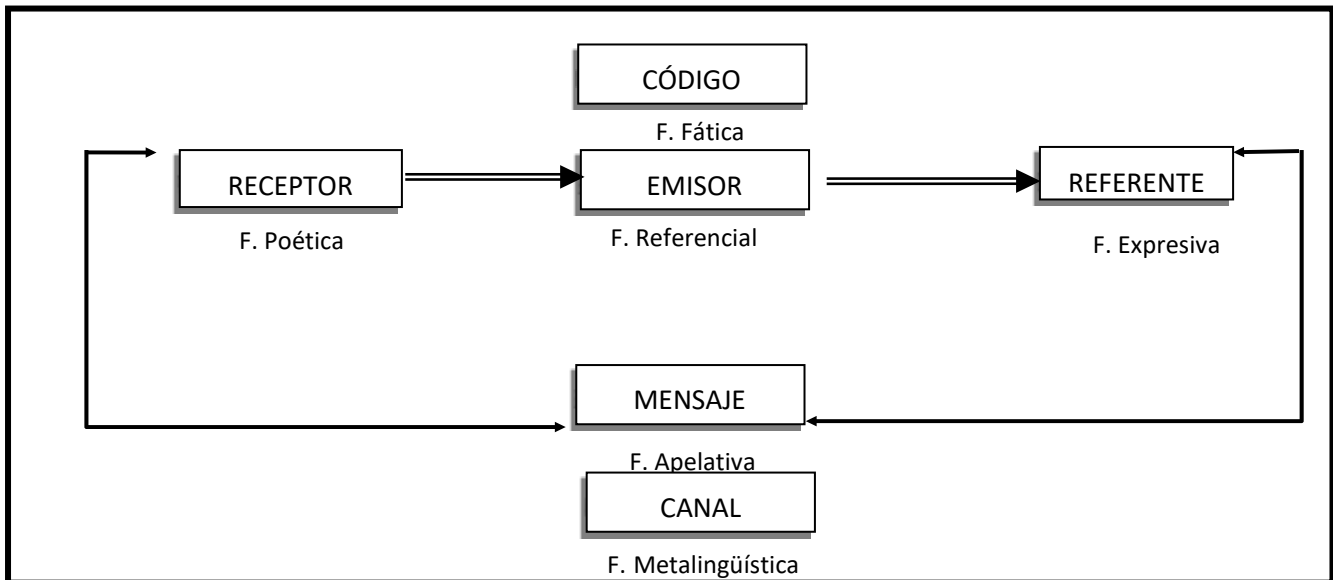 CÓDIGO
F. Fática
RECEPTOR
EMISOR
REFERENTE
F. Poética
F. Referencial
F. Expresiva
MENSAJE
F. Apelativa
CANAL
F. Metalingüística